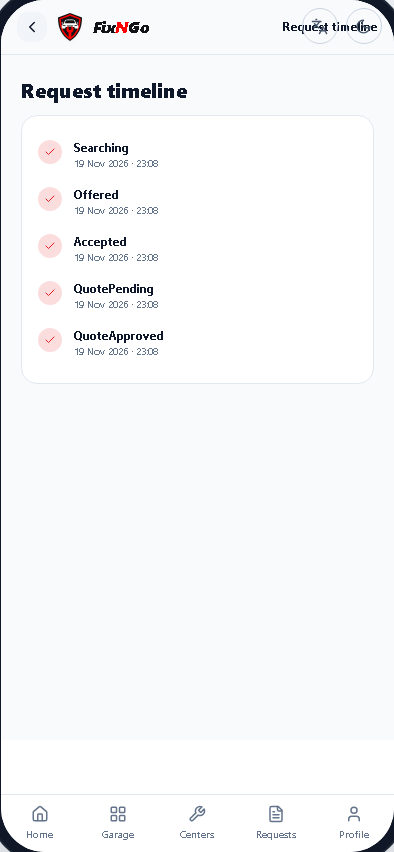 FixNGo
Request timeline
Request timeline
Searching
19 Nov 2026 · 23:08
Offered
19 Nov 2026 · 23:08
Accepted
19 Nov 2026 · 23:08
QuotePending
19 Nov 2026 · 23:08
QuoteApproved
19 Nov 2026 · 23:08
Home
Garage
Centers
Requests
Profile